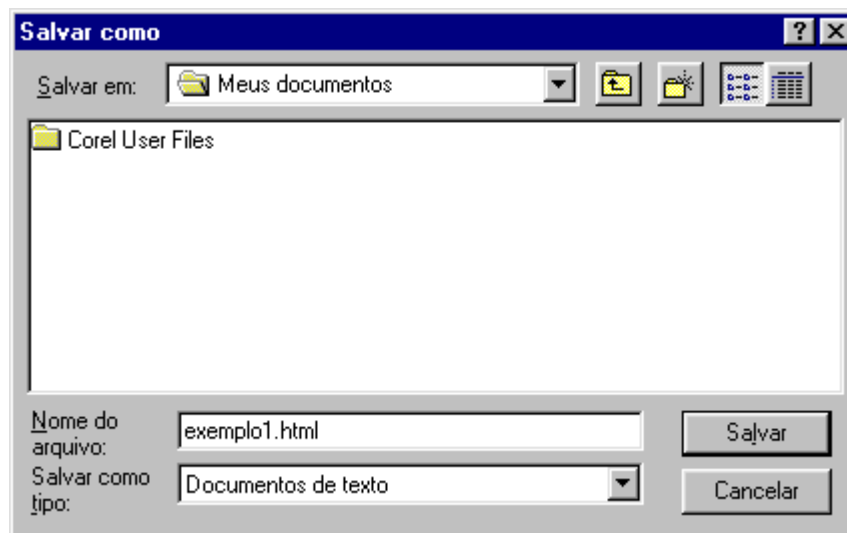 Salvar como
Salvar em: Meus documentos
Corel User Files
Nome do
arquivo:
exemplo1.html
Salvar
Salvar como
tipo:
Documentos de texto
Cancelar